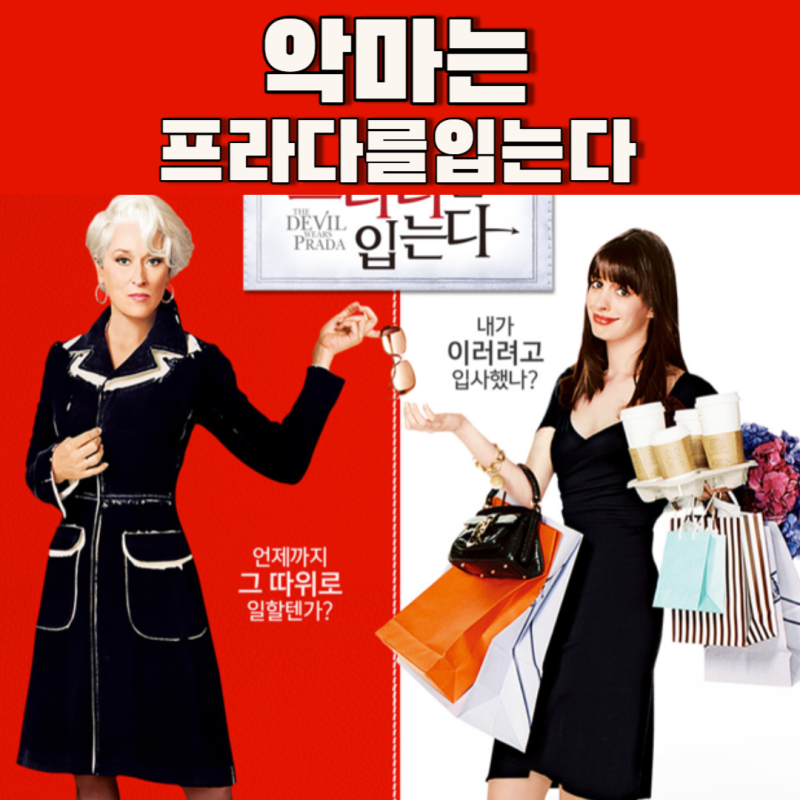 악마는
프라다를입는다
THE
DEVIL
WEARS
PRADA
입는다
내가
이러려고
입사했나?
언제까지
그 따위로
일할텐가?